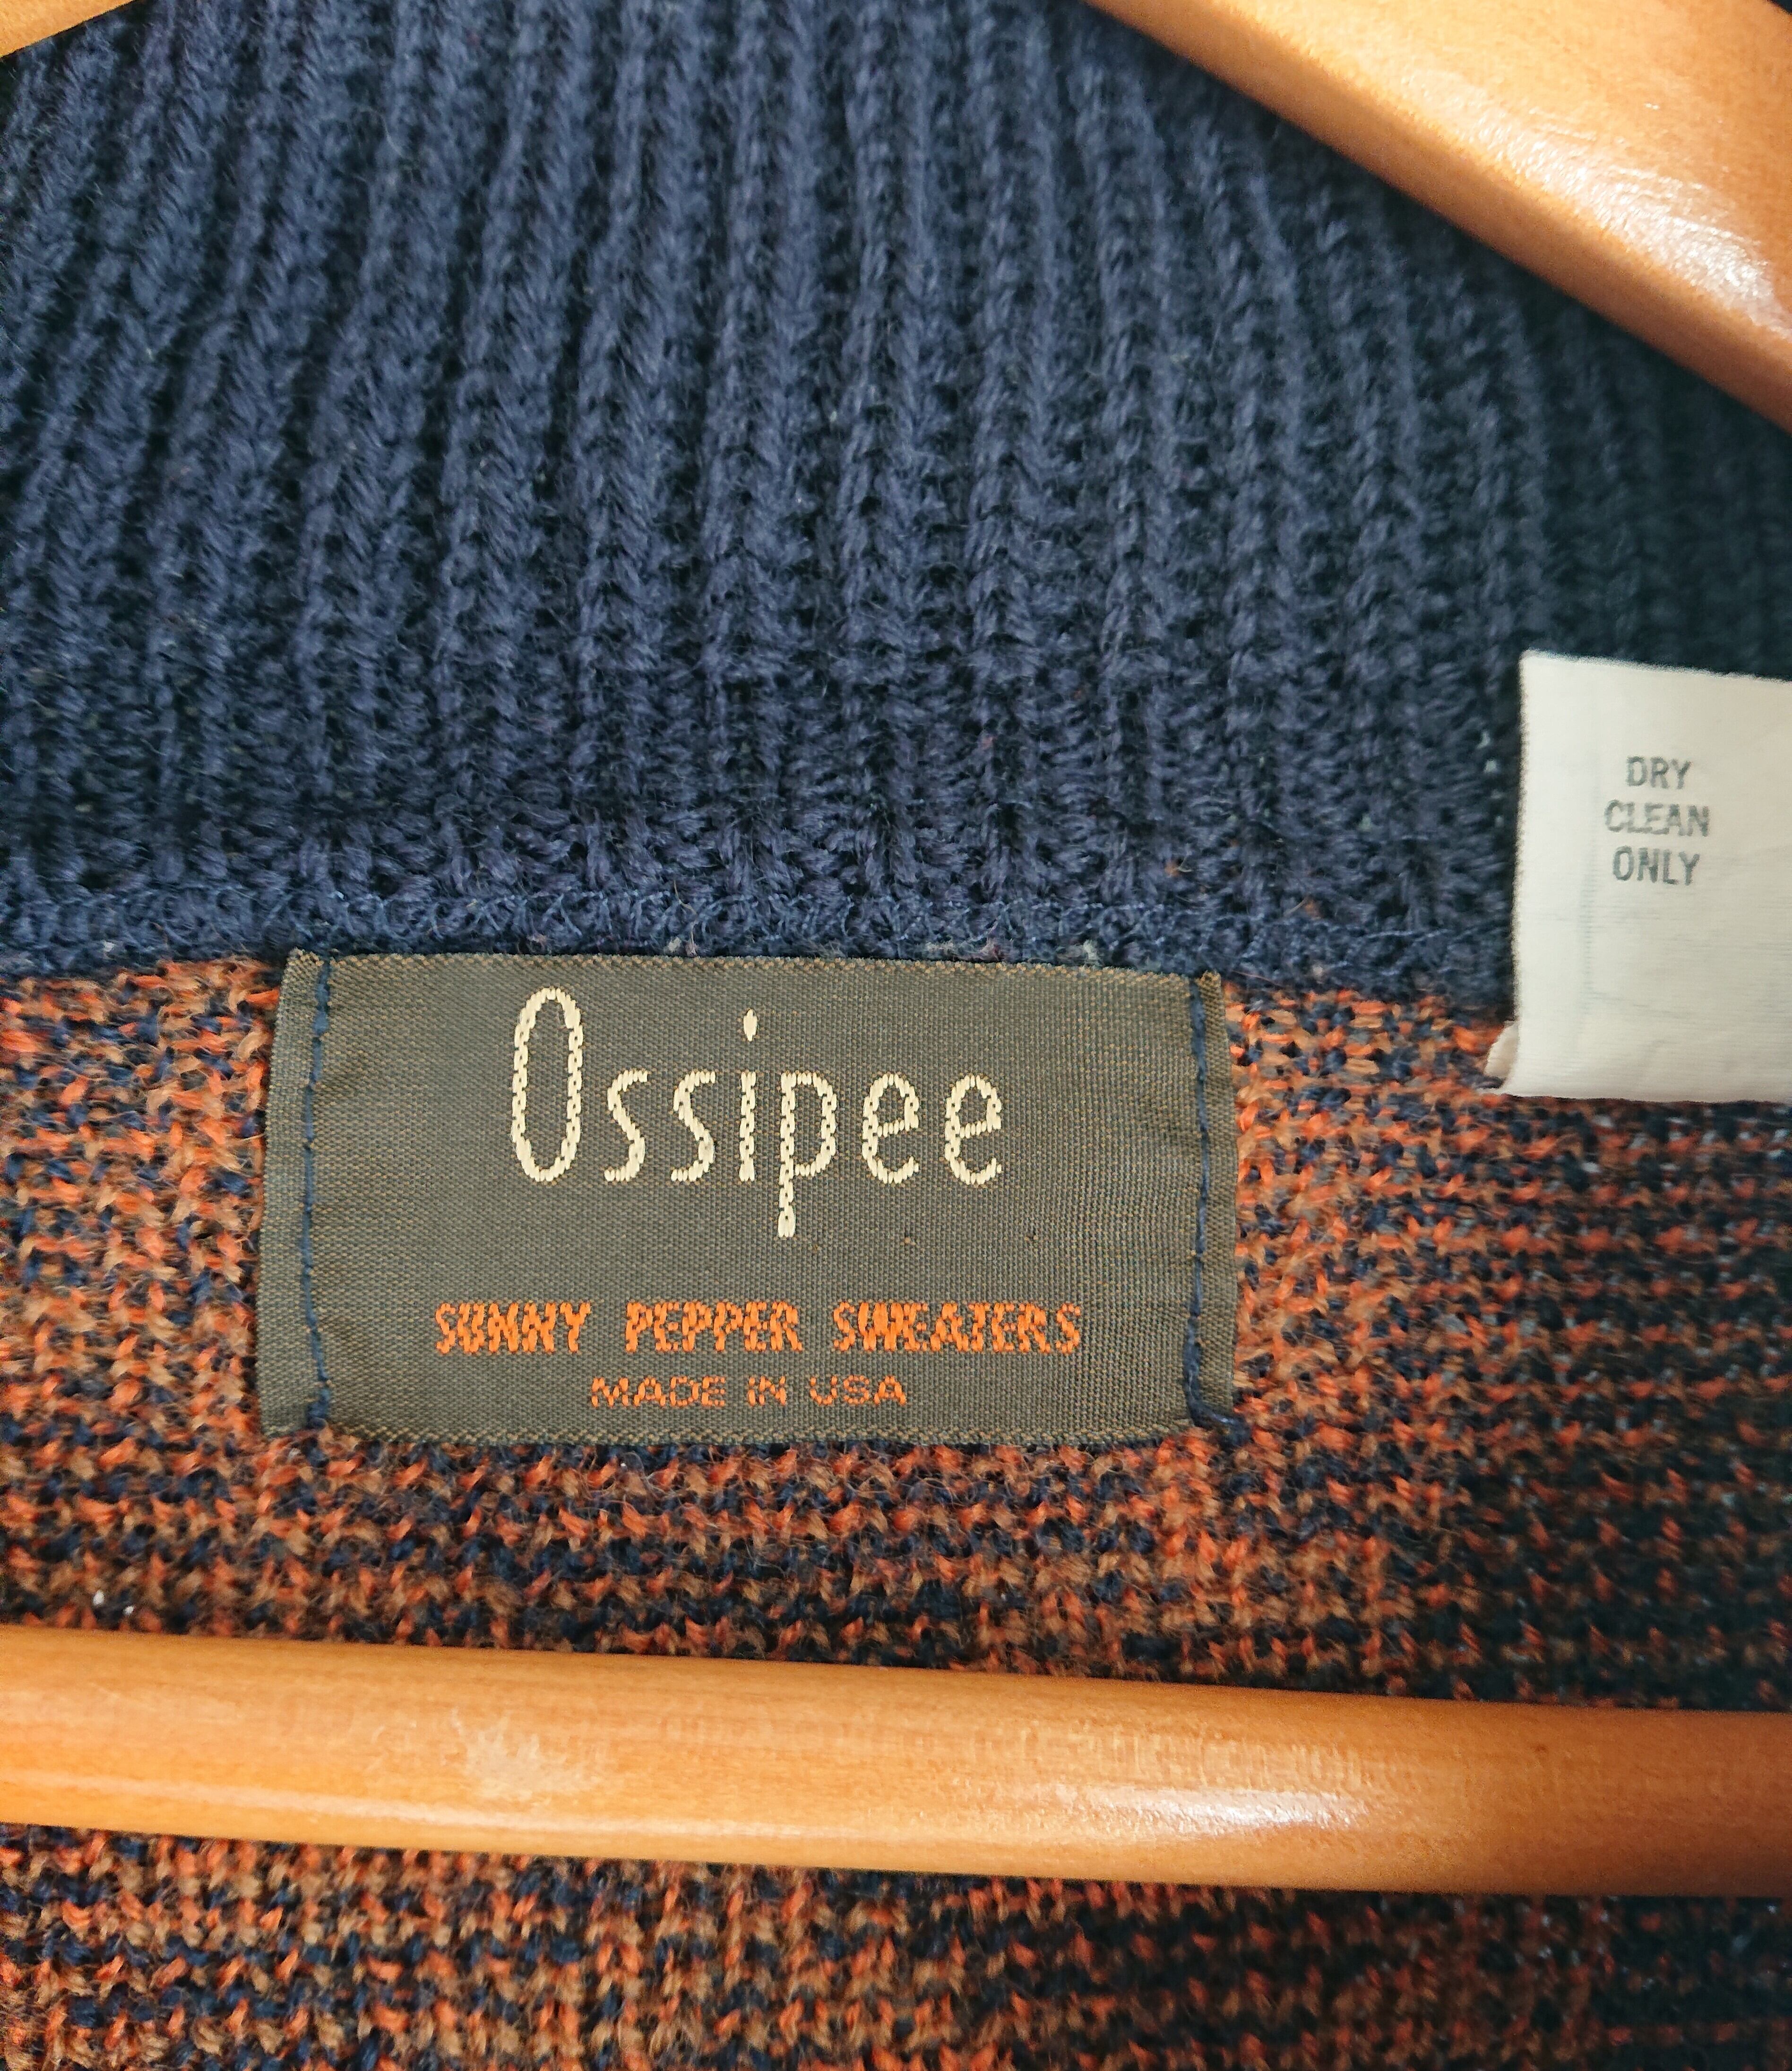 DRY
CLEAN
ONLY
Ossipee
SUNNY PEPPER SWEATERS
MADE IN USA